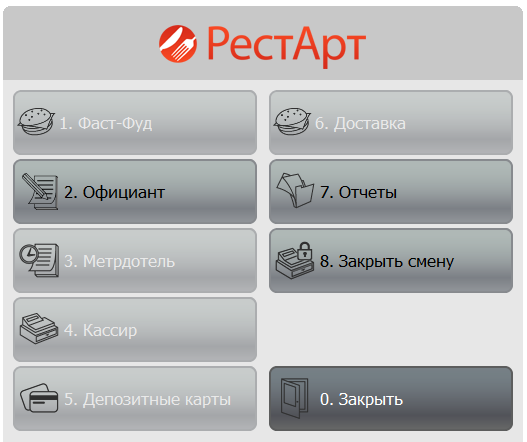 РестАрт
1. Фаст-Фуд
6. Доставка
2. Официант
7. Отчеты
3. Метрдотель
8. Закрыть смену
4. Кассир
5. Депозитные карты
0. Закрыть